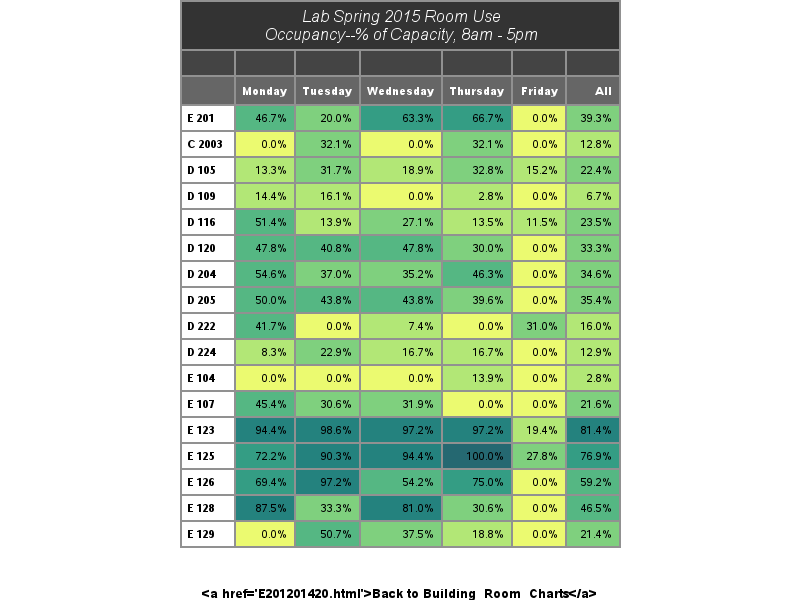 Lab Spring 2015 Room Use
Occupancy--% of Capacity, 8am - 5pm
Monday Tuesday Wednesday Thursday Friday All
E 201 46.7% 20.0% 63.3% 66.7% 0.0% 39.3%
C 2003 0.0% 32.1% 0.0% 32.1% 0.0% 12.8%
D 105 13.3% 31.7% 18.9% 32.8% 15.2% 22.4%
D 109 14.4% 16.1% 0.0% 2.8% 0.0% 6.7%
D 116 51.4% 13.9% 27.1% 13.5% 11.5% 23.5%
D 120 47.8% 40.8% 47.8% 30.0% 0.0% 33.3%
D 204 54.6% 37.0% 35.2% 46.3% 0.0% 34.6%
D 205 50.0% 43.8% 43.8% 39.6% 0.0% 35.4%
D 222 41.7% 0.0% 7.4% 0.0% 31.0% 16.0%
D 224 8.3% 22.9% 16.7% 16.7% 0.0% 12.9%
E 104 0.0% 0.0% 0.0% 13.9% 0.0% 2.8%
E 107 45.4% 30.6% 31.9% 0.0% 0.0% 21.6%
E 123 94.4% 98.6% 97.2% 97.2% 19.4% 81.4%
E 125 72.2% 90.3% 94.4% 100.0% 27.8% 76.9%
E 126 69.4% 97.2% 54.2% 75.0% 0.0% 59.2%
E 128 87.5% 33.3% 81.0% 30.6% 0.0% 46.5%
E 129 0.0% 50.7% 37.5% 18.8% 0.0% 21.4%
<a href='E201201420.html'>Back to Building_Room_Charts</a>